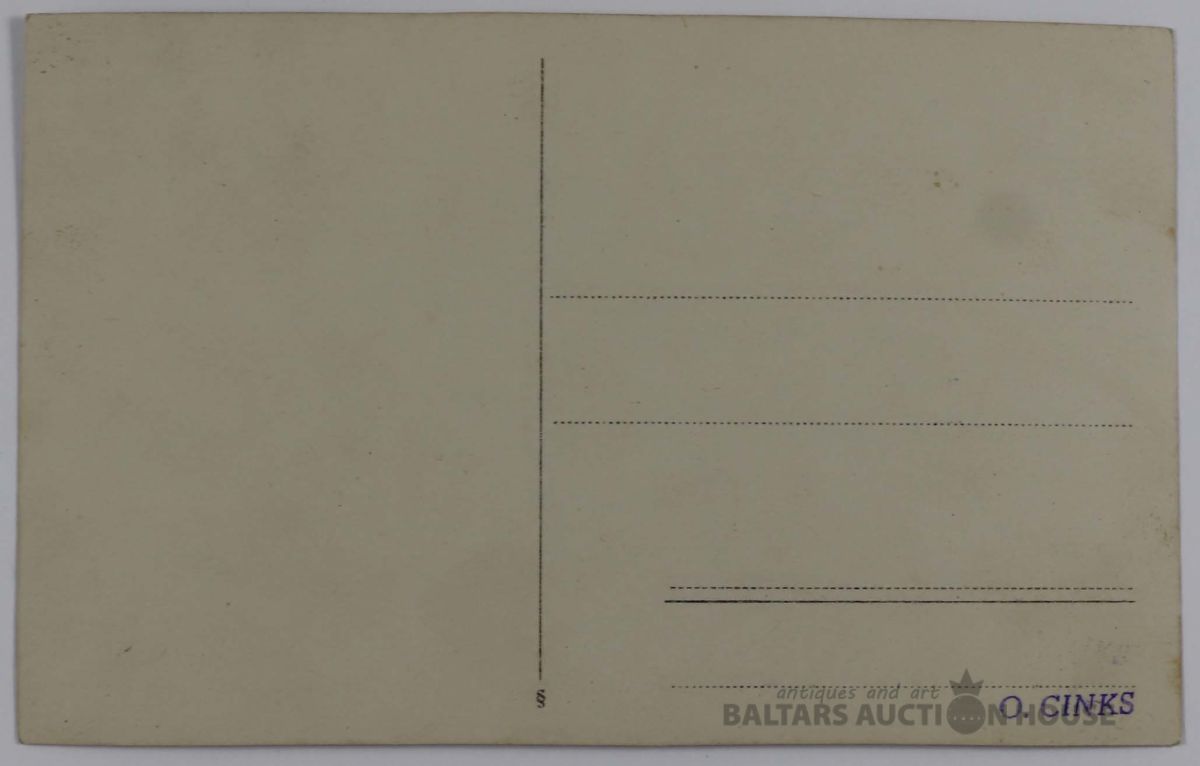 §
antiques and art
BALTARS AUCTION HOUSE
O. CINKS